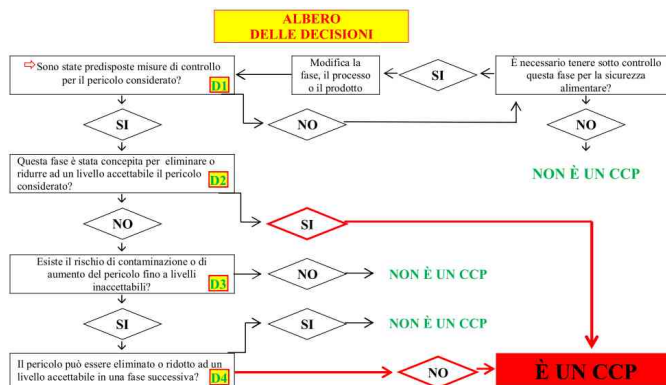 ALBERO
DELLE DECISIONI
⇨Sono state predisposte misure di controllo
per il pericolo considerato?
D1
Modifica la
fase, il processo
o il prodotto
SI
È necessario tenere sotto controllo
questa fase per la sicurezza
alimentare?
SI
NO
NO
NON È UN CCP
Questa fase è stata concepita per eliminare o
ridurre ad un livello accettabile il pericolo
considerato?
D2
NO
SI
Esiste il rischio di contaminazione o di
aumento del pericolo fino a livelli
inaccettabili?
D3
NO
NON È UN CCP
SI
SI
NON È UN CCP
Il pericolo può essere eliminato o ridotto ad un
livello accettabile in una fase successiva?
D4
NO
È UN CCP